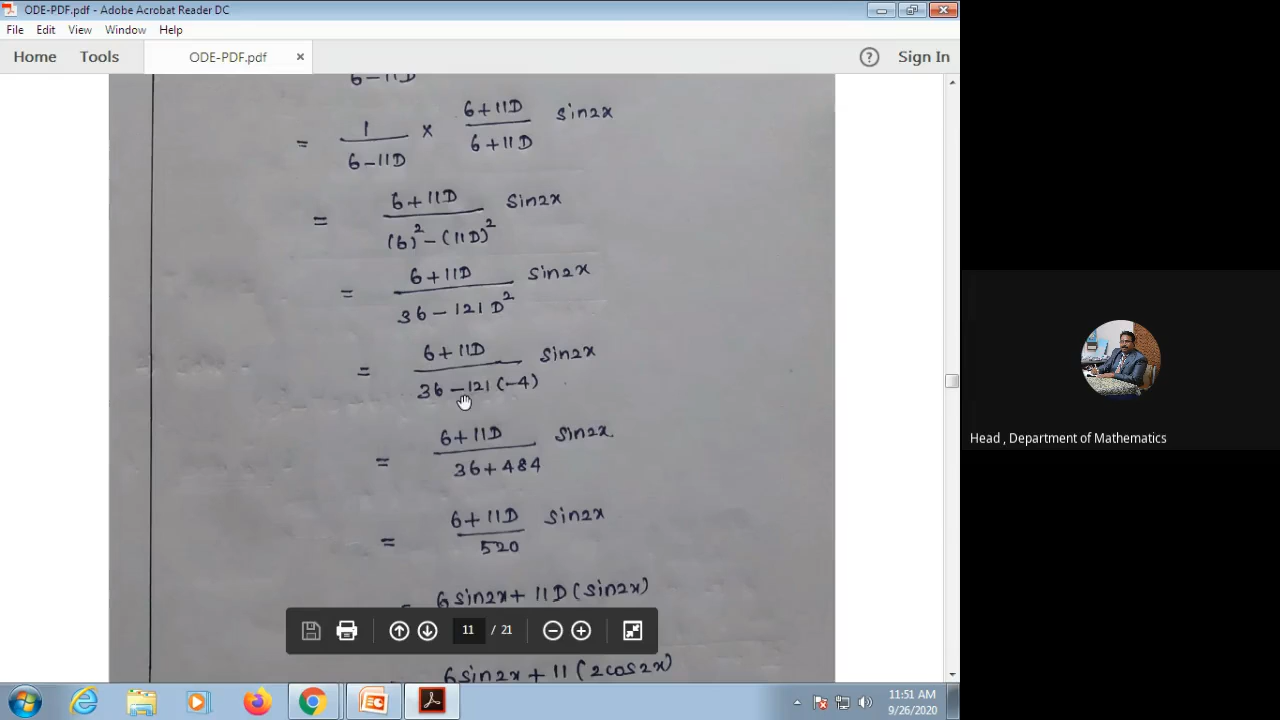 ODE-PDF.pdf - Adobe Acrobat Reader DC
File Edit View Window Help
Home Tools ODE-PDF.pdf × ? Sign In
6-11D
= 1/(6-11D) × (6+11D)/(6+11D) sin2x
= (6+11D)/((6)²-(11D)²) sin2x
= (6+11D)/(36-121D²) sin2x
= (6+11D)/(36-121(-4)) sin2x
= (6+11D)/(36+484) sin2x
= (6+11D)/520 sin2x
= 6sin2x+11D(sin2x)
11 / 21
6sin2x+11(2cos2x)
Head , Department of Mathematics
11:51 AM
9/26/2020